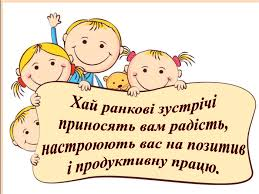 Хай ранкові зустрічі
приносять вам радість,
настроюють вас на позитив
і продуктивну працю.